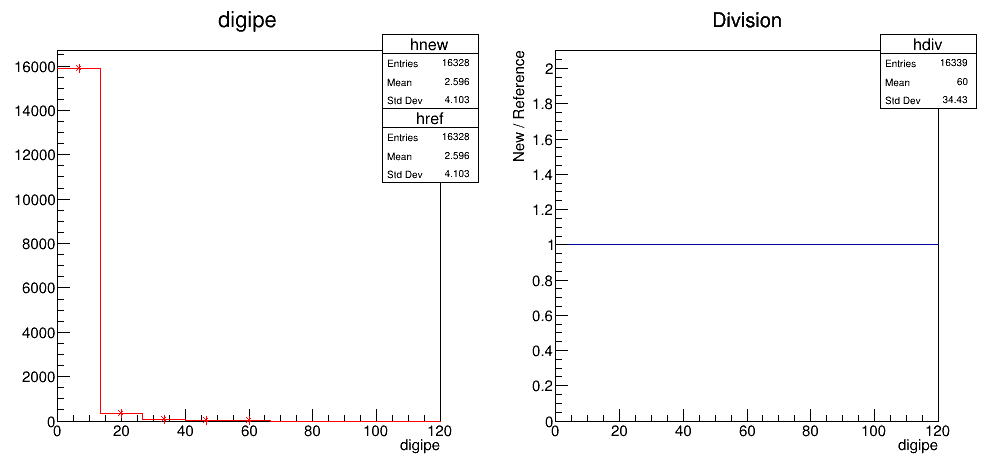 digipe
hnew
Entries 16328
Mean 2.596
Std Dev 4.103
href
Entries 16328
Mean 2.596
Std Dev 4.103
16000
14000
12000
10000
8000
6000
4000
2000
0
0 20 40 60 80 100 120
digipe
Division
hdiv
Entries 16339
Mean 60
Std Dev 34.43
New / Reference
2
1.8
1.6
1.4
1.2
1
0.8
0.6
0.4
0.2
0
0 20 40 60 80 100 120
digipe